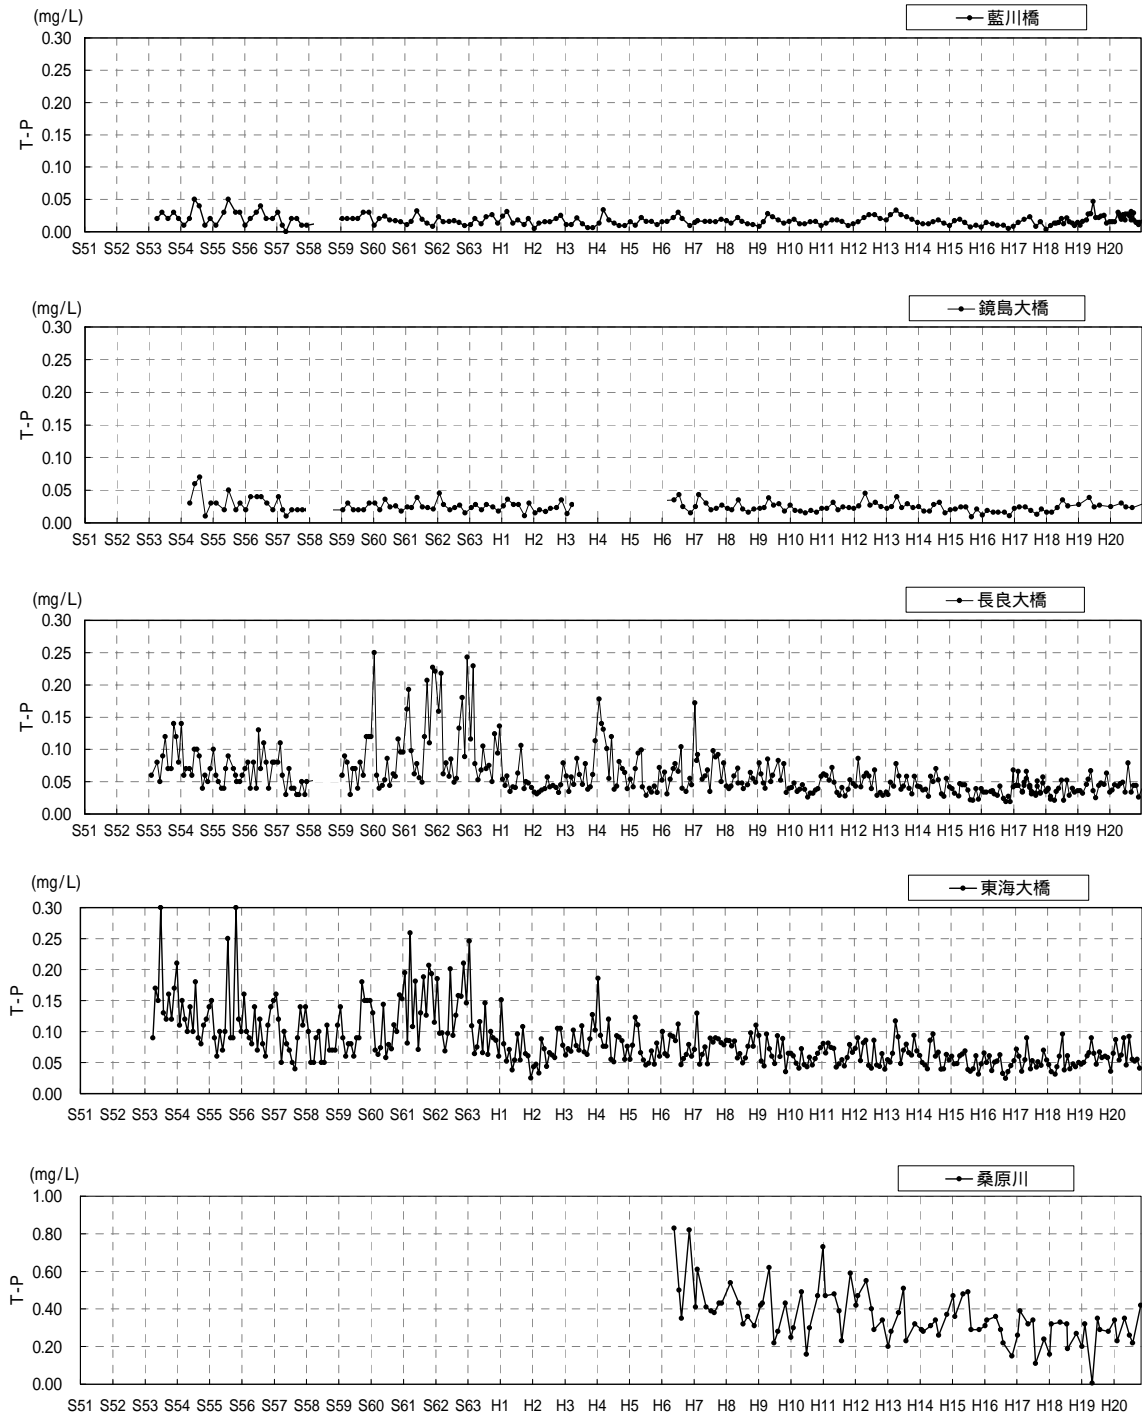 (mg/L)
藍川橋
0.30
0.25
0.20
0.15
0.10
0.05
0.00
T-P
S51 S52 S53 S54 S55 S56 S57 S58 S59 S60 S61 S62 S63 H1 H2 H3 H4 H5 H6 H7 H8 H9 H10 H11 H12 H13 H14 H15 H16 H17 H18 H19 H20
(mg/L)
鏡島大橋
0.30
0.25
0.20
0.15
0.10
0.05
0.00
T-P
S51 S52 S53 S54 S55 S56 S57 S58 S59 S60 S61 S62 S63 H1 H2 H3 H4 H5 H6 H7 H8 H9 H10 H11 H12 H13 H14 H15 H16 H17 H18 H19 H20
(mg/L)
長良大橋
0.30
0.25
0.20
0.15
0.10
0.05
0.00
T-P
S51 S52 S53 S54 S55 S56 S57 S58 S59 S60 S61 S62 S63 H1 H2 H3 H4 H5 H6 H7 H8 H9 H10 H11 H12 H13 H14 H15 H16 H17 H18 H19 H20
(mg/L)
東海大橋
0.30
0.25
0.20
0.15
0.10
0.05
0.00
T-P
S51 S52 S53 S54 S55 S56 S57 S58 S59 S60 S61 S62 S63 H1 H2 H3 H4 H5 H6 H7 H8 H9 H10 H11 H12 H13 H14 H15 H16 H17 H18 H19 H20
(mg/L)
桑原川
1.00
0.80
0.60
0.40
0.20
0.00
T-P
S51 S52 S53 S54 S55 S56 S57 S58 S59 S60 S61 S62 S63 H1 H2 H3 H4 H5 H6 H7 H8 H9 H10 H11 H12 H13 H14 H15 H16 H17 H18 H19 H20